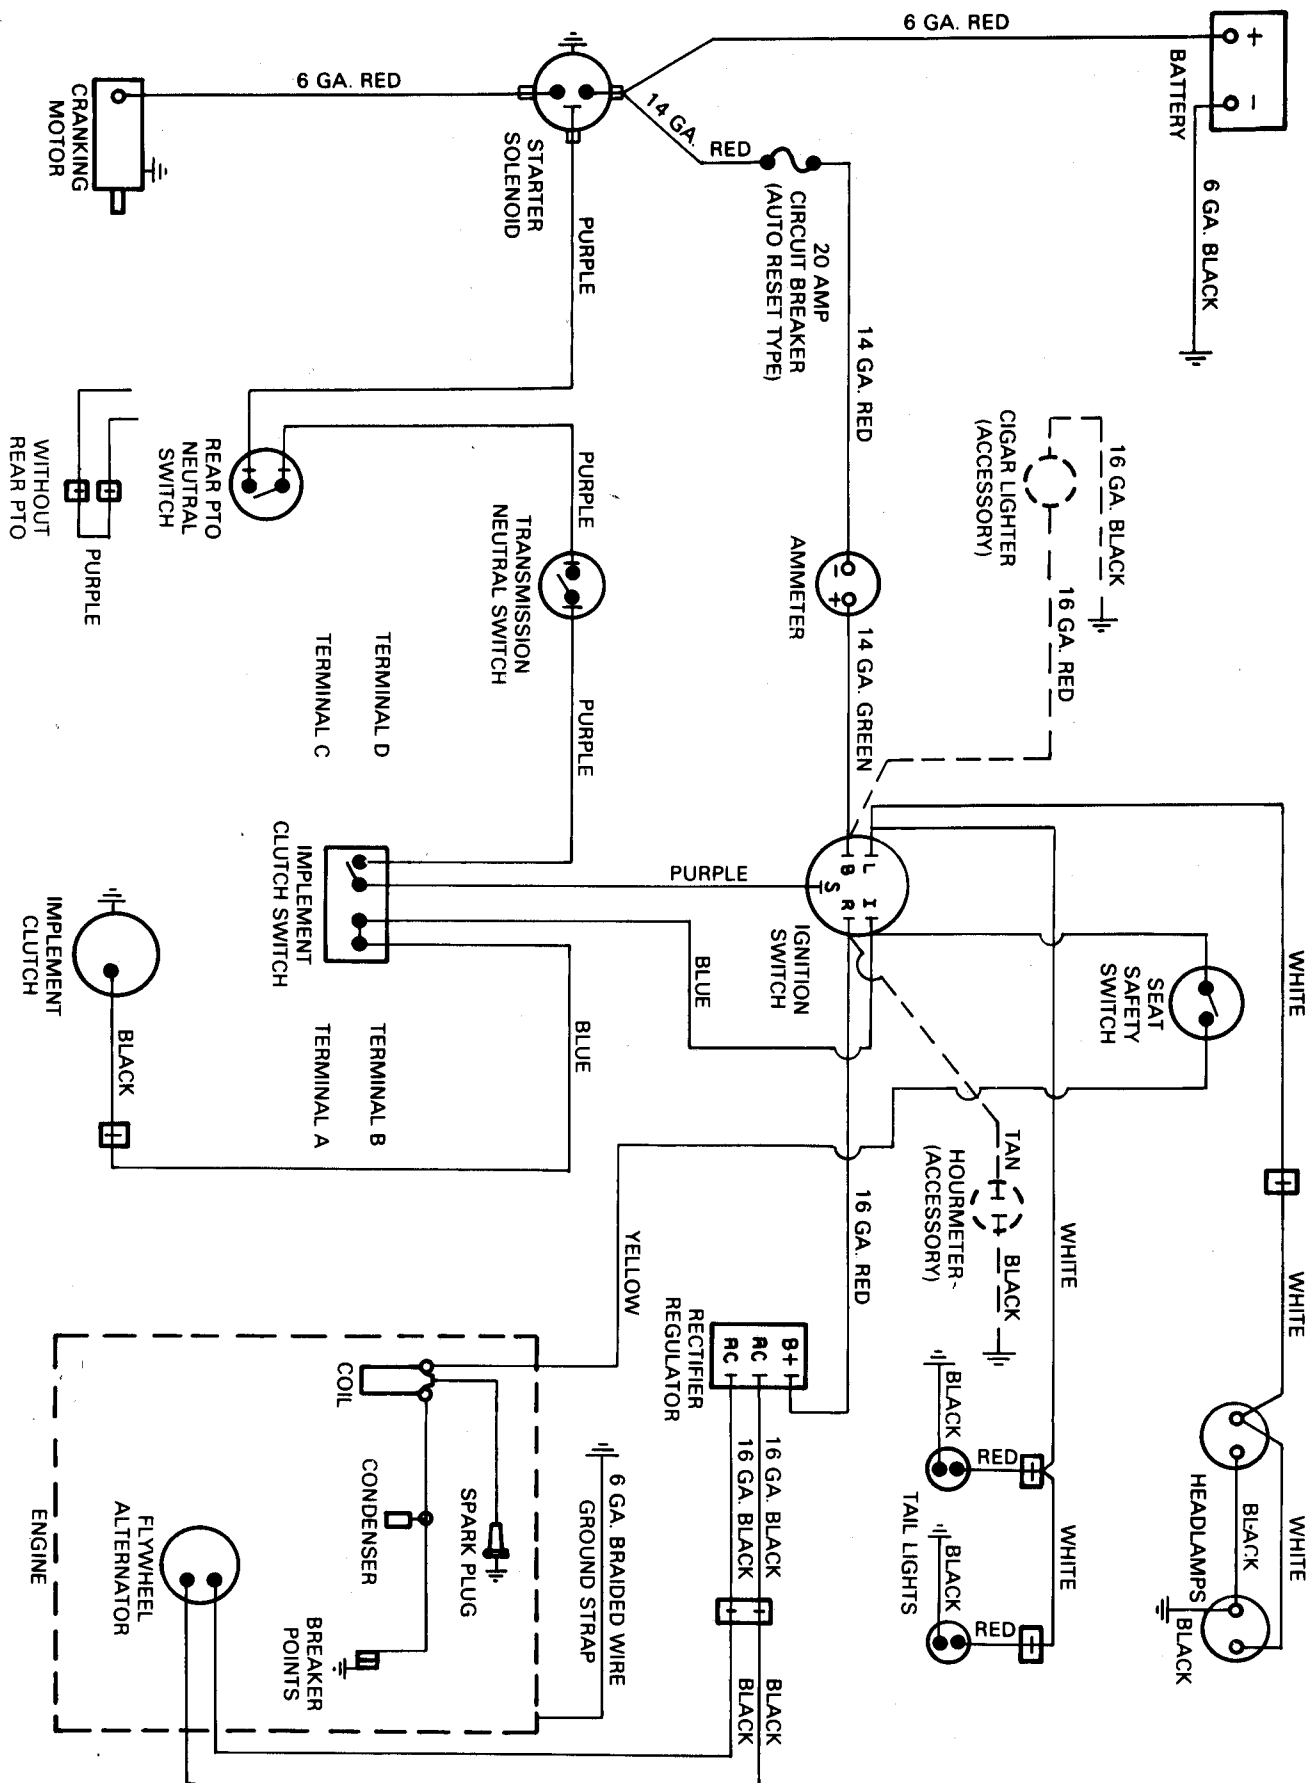 6 GA. RED
+
-
BATTERY
6 GA. BLACK
6 GA. RED
CRANKING
MOTOR
STARTER
SOLENOID
14 GA.
RED
20 AMP
CIRCUIT BREAKER
(AUTO RESET TYPE)
PURPLE
14 GA. RED
CIGAR LIGHTER
(ACCESSORY)
16 GA. BLACK
16 GA. RED
WITHOUT
REAR PTO
PURPLE
REAR PTO
NEUTRAL
SWITCH
PURPLE
TRANSMISSION
NEUTRAL SWITCH
AMMETER
-
+
14 GA. GREEN
TERMINAL D
TERMINAL C
PURPLE
IMPLEMENT
CLUTCH SWITCH
PURPLE
L
B
S
I
R
IGNITION
SWITCH
SEAT
SAFETY
SWITCH
WHITE
IMPLEMENT
CLUTCH
BLACK
TERMINAL B
TERMINAL A
BLUE
BLUE
TAN
HOURMETER-
(ACCESSORY)
BLACK
16 GA. RED
YELLOW
WHITE
WHITE
RECTIFIER
REGULATOR
B+
RC
RC
16 GA. BLACK
16 GA. BLACK
BLACK
BLACK
BLACK
RED
TAIL LIGHTS
BLACK
RED
WHITE
HEADLAMPS
BLACK
WHITE
BLACK
COIL
CONDENSER
SPARK PLUG
6 GA. BRAIDED WIRE
GROUND STRAP
FLYWHEEL
ALTERNATOR
BREAKER
POINTS
ENGINE